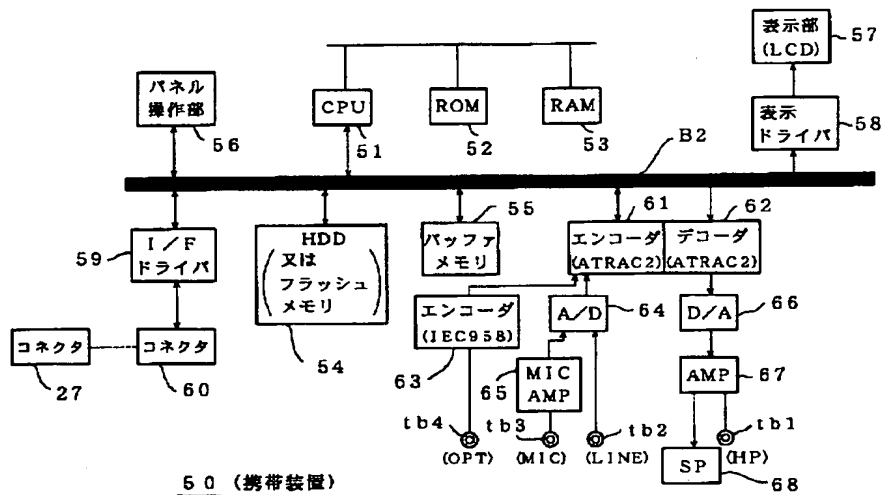 表示部
(LCD)
57
パネル
操作部
56
CPU
51
ROM
52
RAM
53
表示
ドライバ
58
B2
59
I/F
ドライバ
HDD
(又は
フラッシュ
メモリ)
54
55
バッファ
メモリ
61
エンコーダ
(ATRAC2)
62
デコーダ
(ATRAC2)
コネクタ
27
コネクタ
60
エンコーダ
(IEC958)
63
A/D
64
D/A
66
65
MIC
AMP
AMP
67
tb4
(OPT)
tb3
(MIC)
tb2
(LINE)
tb1
(HP)
SP
68
50 (携帯装置)